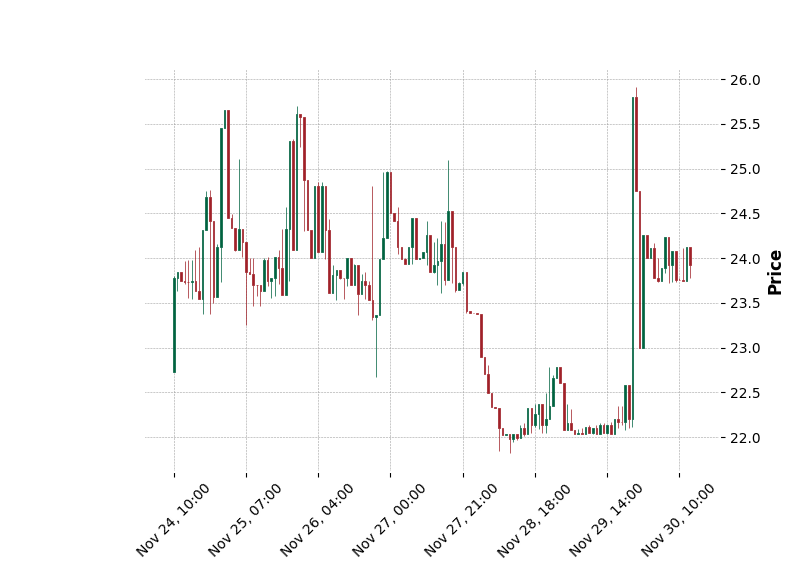 26.0
25.5
25.0
24.5
24.0
23.5
23.0
22.5
22.0
Price
Nov 24, 10:00
Nov 25, 07:00
Nov 26, 04:00
Nov 27, 00:00
Nov 27, 21:00
Nov 28, 18:00
Nov 29, 14:00
Nov 30, 10:00